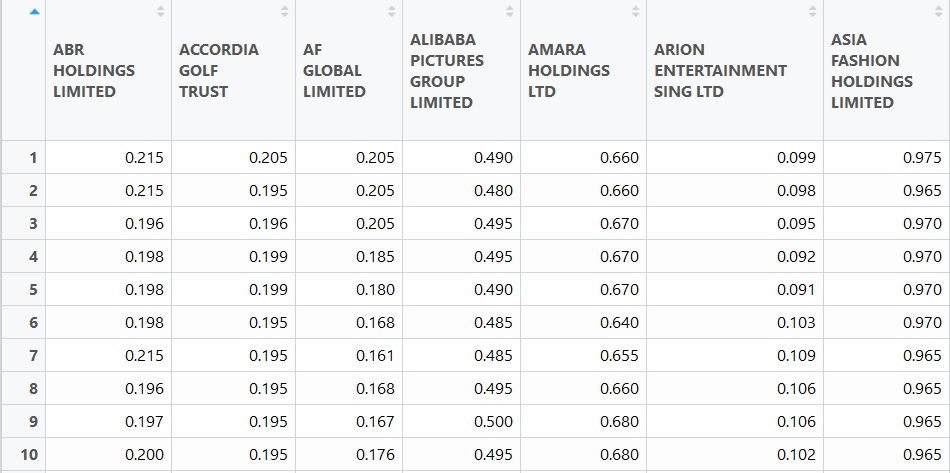 ABR HOLDINGS LIMITED ACCORDIA GOLF TRUST AF GLOBAL LIMITED ALIBABA PICTURES GROUP LIMITED AMARA HOLDINGS LTD ARION ENTERTAINMENT SING LTD ASIA FASHION HOLDINGS LIMITED
1 0.215 0.205 0.205 0.490 0.660 0.099 0.975
2 0.215 0.195 0.205 0.480 0.660 0.098 0.965
3 0.196 0.196 0.205 0.495 0.670 0.095 0.970
4 0.198 0.199 0.185 0.495 0.670 0.092 0.970
5 0.198 0.199 0.180 0.490 0.670 0.091 0.970
6 0.198 0.195 0.168 0.485 0.640 0.103 0.970
7 0.215 0.195 0.161 0.485 0.655 0.109 0.965
8 0.196 0.195 0.168 0.495 0.660 0.106 0.965
9 0.197 0.195 0.167 0.500 0.680 0.106 0.965
10 0.200 0.195 0.176 0.495 0.680 0.102 0.965